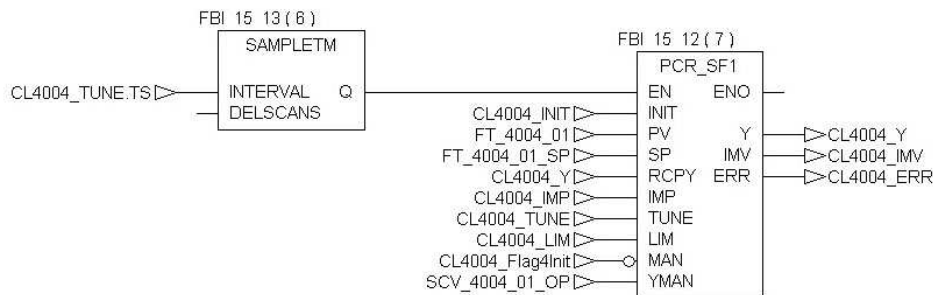 FBI 15 13 ( 6 )
SAMPLETM
CL4004_TUNE.TS INTERVAL Q
DELSCANS
FBI 15 12 ( 7 )
PCR_SF1
EN ENO
CL4004_INIT INIT
FT_4004_01 PV Y CL4004_Y
FT_4004_01_SP SP IMV CL4004_IMV
CL4004_Y RCPY ERR CL4004_ERR
CL4004_IMP IMP
CL4004_TUNE TUNE
CL4004_LIM LIM
CL4004_Flag4Init MAN
SCV_4004_01_OP YMAN